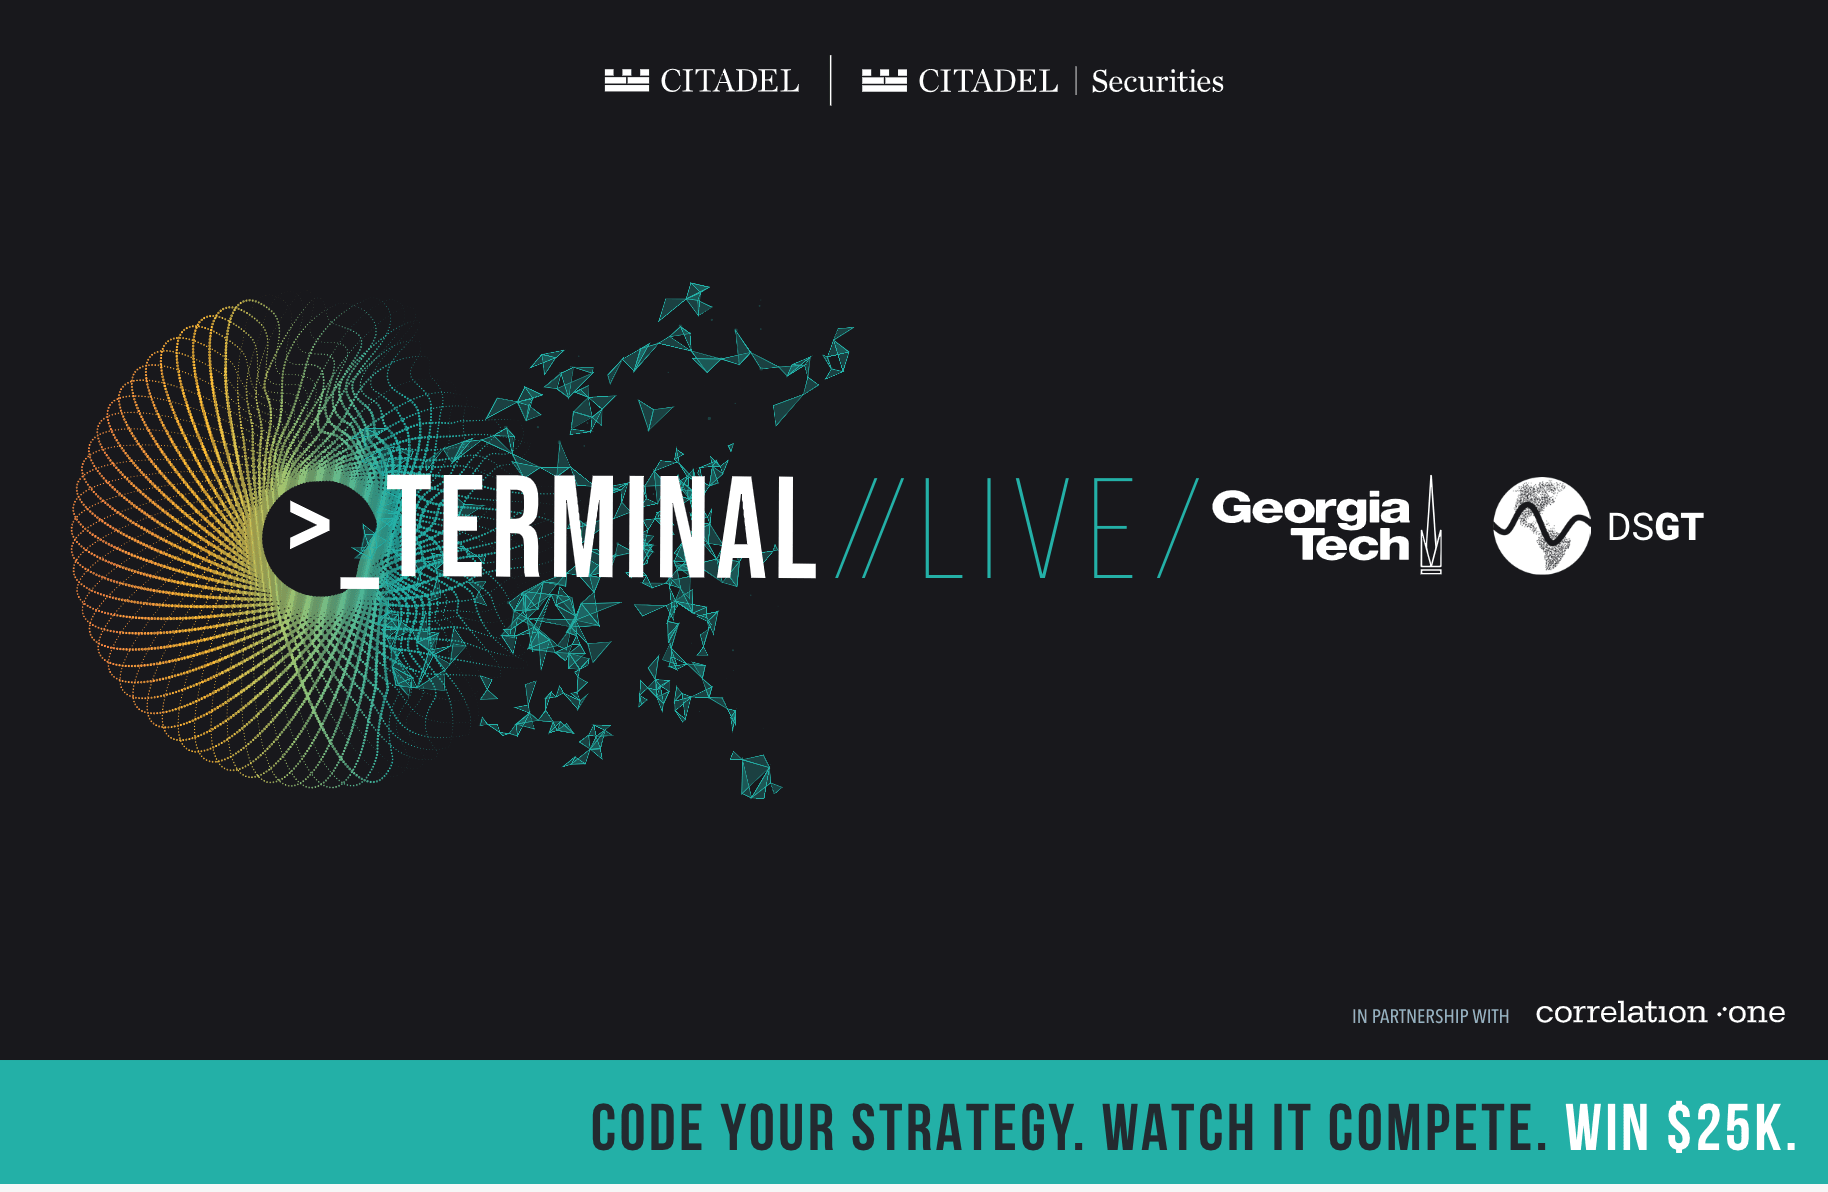 CITADEL | CITADEL | Securities
>_TERMINAL//LIVE/
Georgia
Tech
DSGT
IN PARTNERSHIP WITH correlation one
CODE YOUR STRATEGY. WATCH IT COMPETE. WIN $25K.